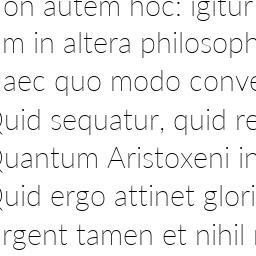 on autem hoc: igitur
m in altera philosoph
aec quo modo conve
Quid sequatur, quid re
Quantum Aristoxeni in
Quid ergo attinet glori
rgent tamen et nihil